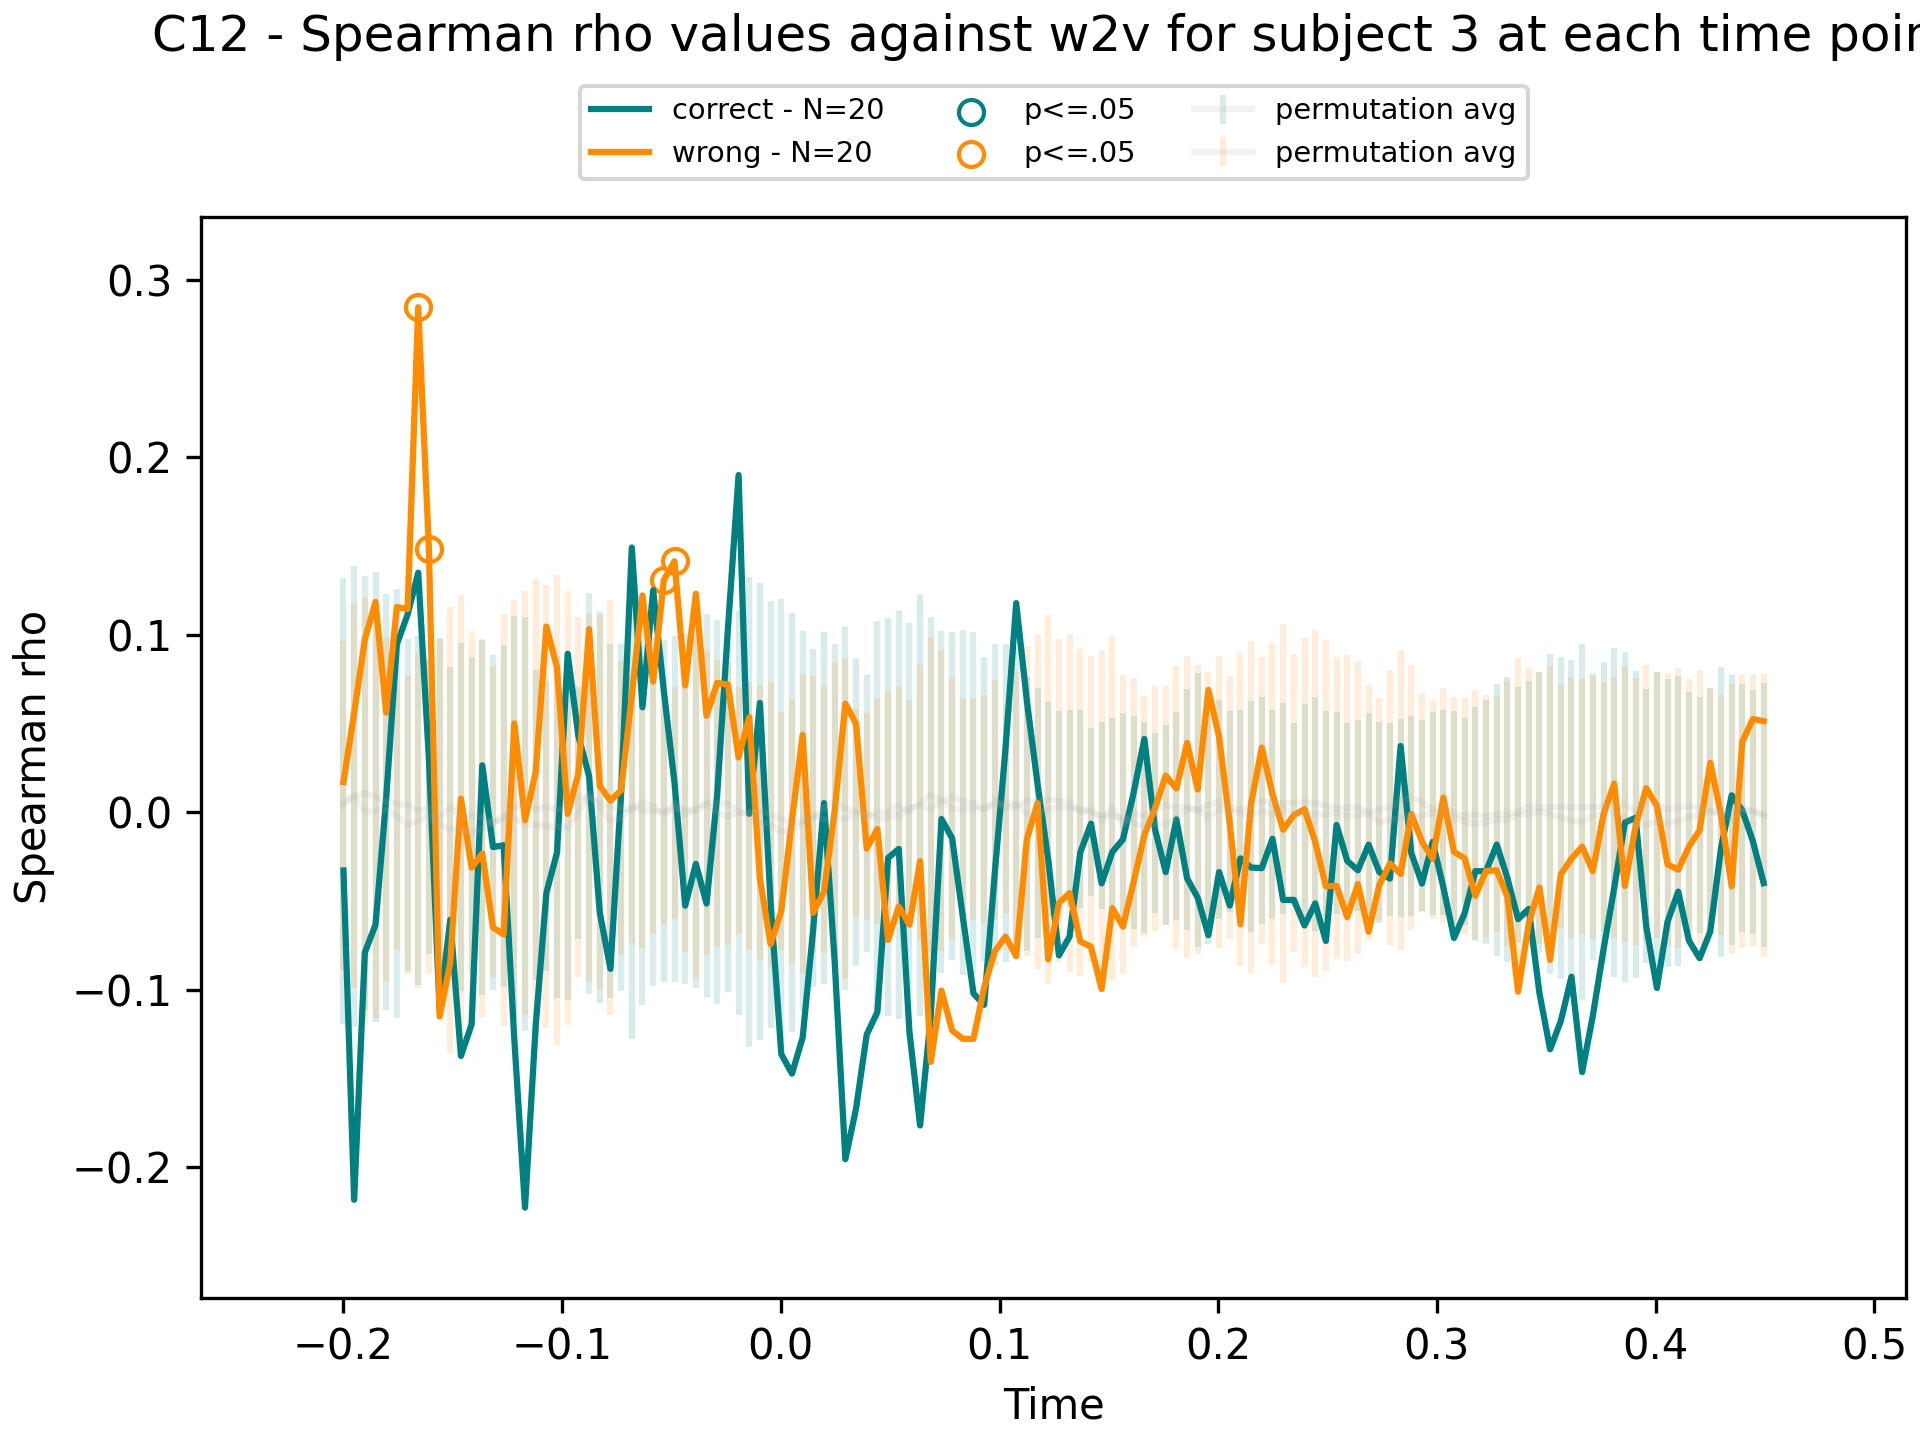 C12 - Spearman rho values against w2v for subject 3 at each time poin
correct - N=20
wrong - N=20
p<=.05
p<=.05
permutation avg
permutation avg
Spearman rho
0.3
0.2
0.1
0.0
−0.1
−0.2
−0.2
−0.1
0.0
0.1
0.2
0.3
0.4
0.5
Time